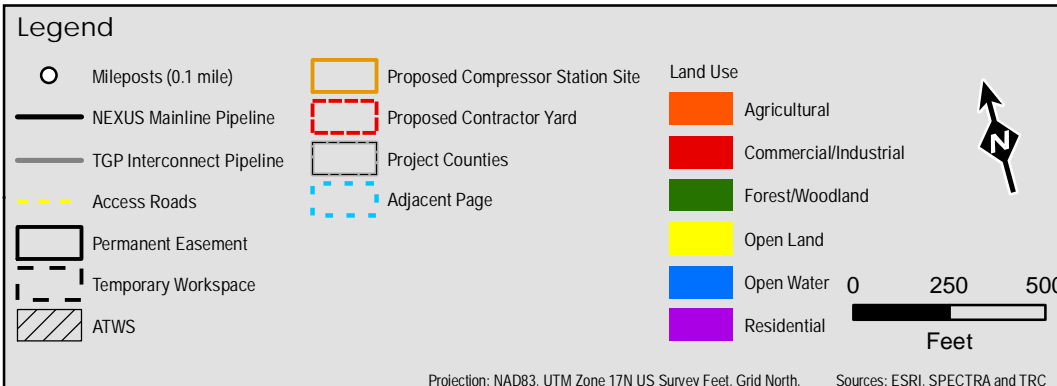 Legend
Mileposts (0.1 mile)
NEXUS Mainline Pipeline
TGP Interconnect Pipeline
Access Roads
Permanent Easement
Temporary Workspace
ATWS
Proposed Compressor Station Site
Proposed Contractor Yard
Project Counties
Adjacent Page
Land Use
Agricultural
Commercial/Industrial
Forest/Woodland
Open Land
Open Water
Residential
N
0 250 500
Feet
Projection: NAD83, UTM Zone 17N US Survey Feet, Grid North. Sources: ESRI, SPECTRA and TRC